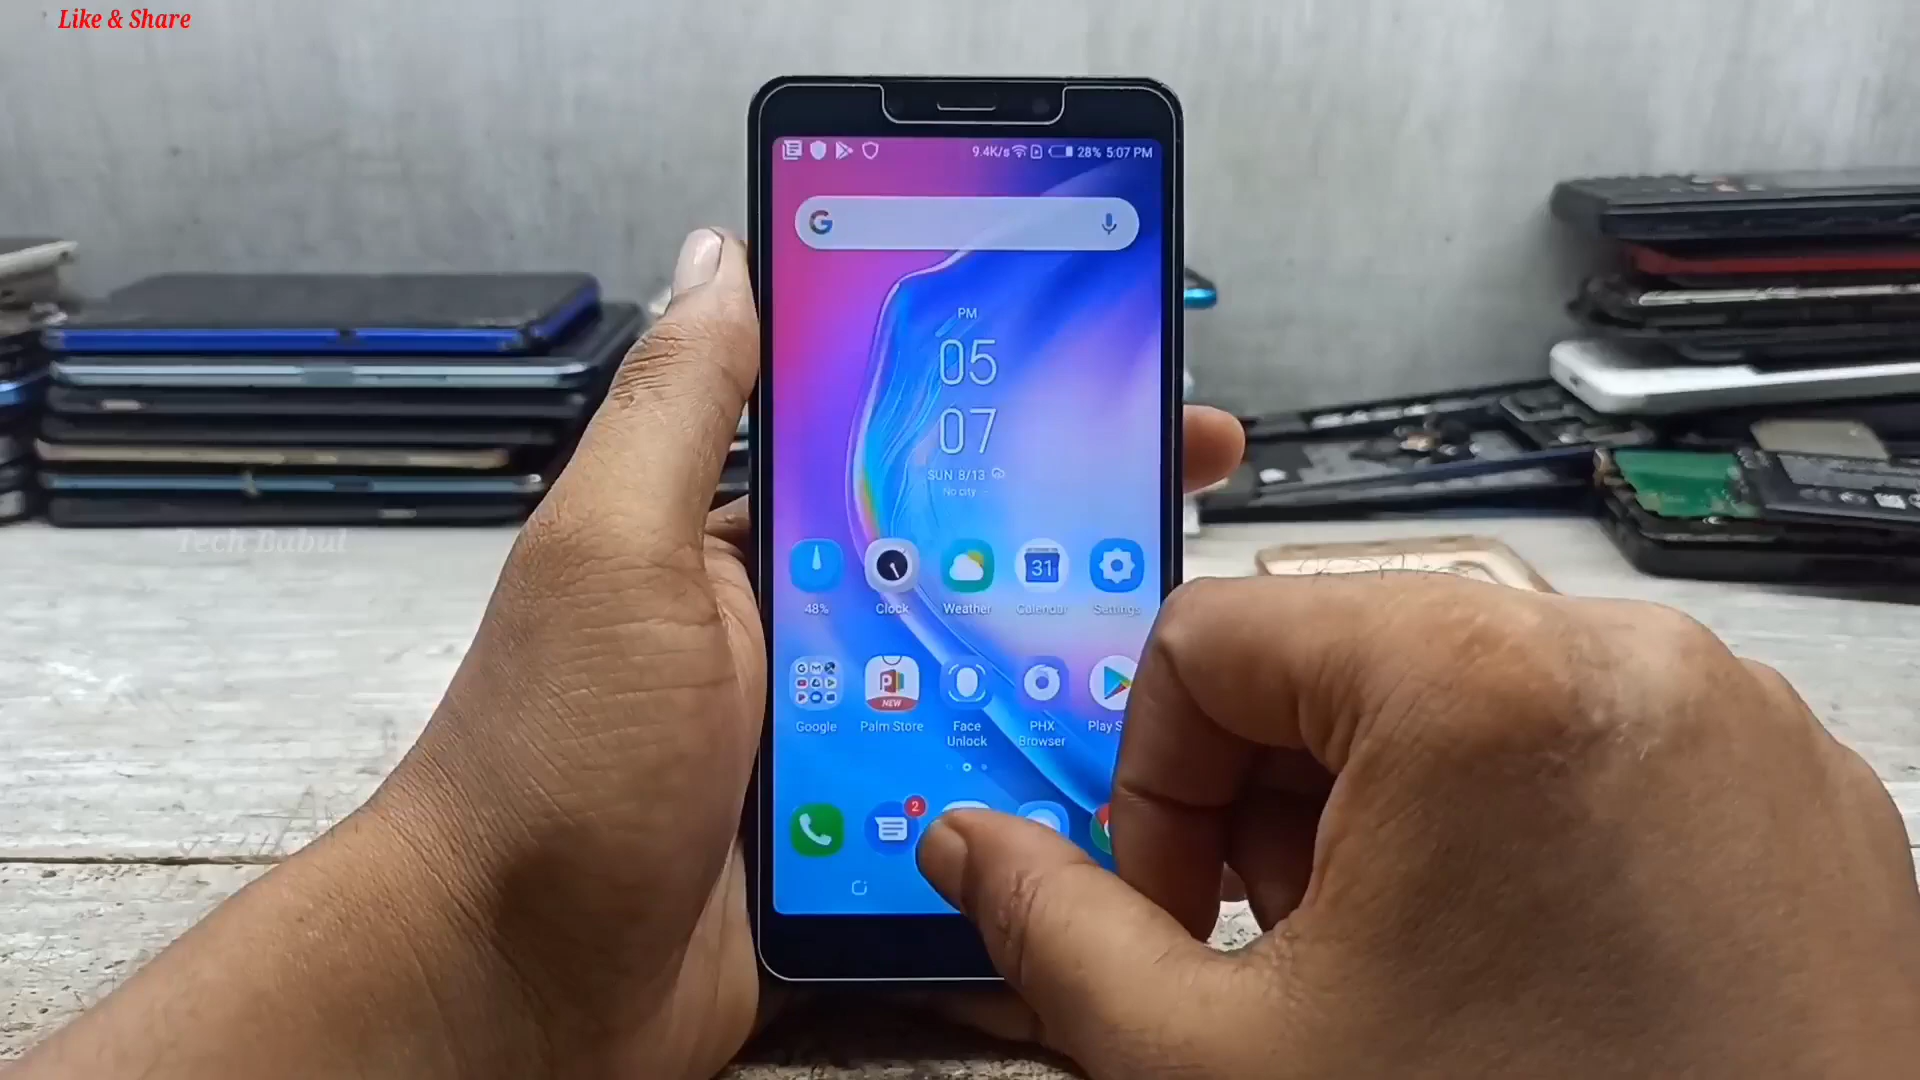 Like & Share
9.4K/s 28% 5:07 PM
PM
05
07
SUN 8/13
No city
48% Clock Weather Calendar Settings
31
Google Palm Store Face Unlock PHX Browser Play S
NEW
2
Tech Babul